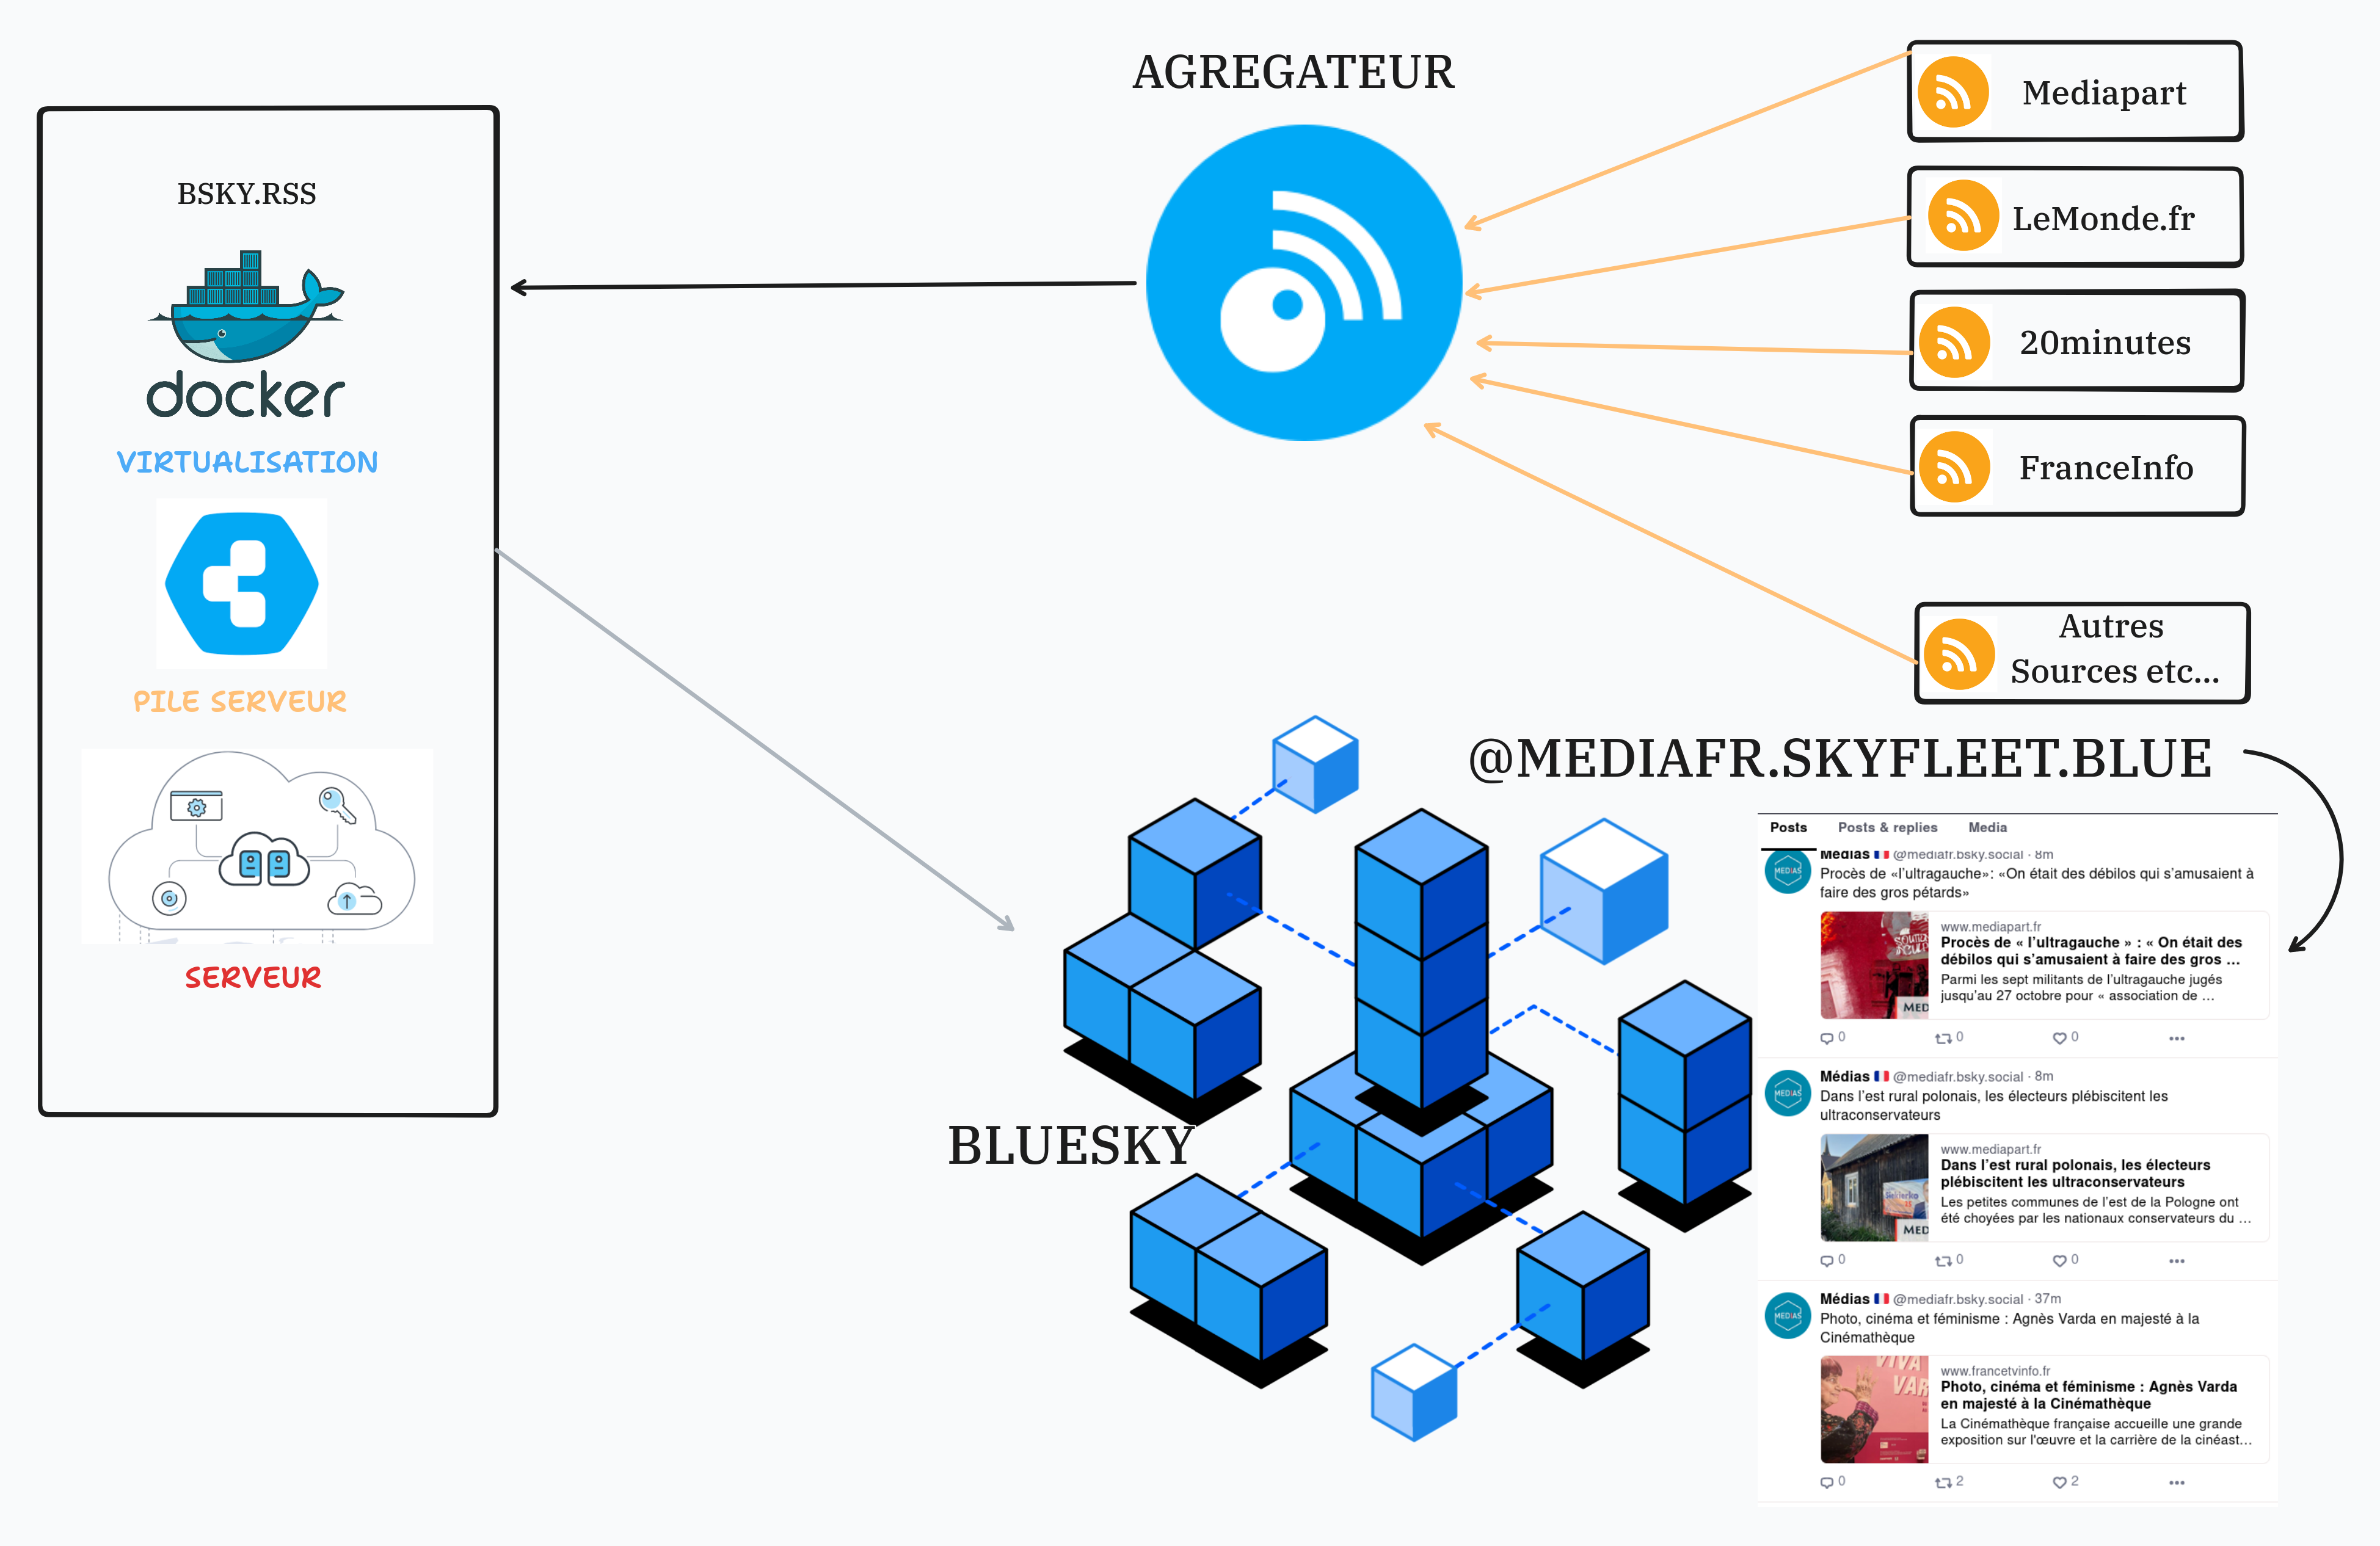 AGREGATEUR
Mediapart
LeMonde.fr
20minutes
FranceInfo
Autres
Sources etc...
BSKY.RSS
docker
VIRTUALISATION
PILE SERVEUR
SERVEUR
BLUESKY
@MEDIAFR.SKYFLEET.BLUE
Posts Posts & replies Media
Médias 🇫🇷 @mediafr.bsky.social · 8m
Procès de «l’ultragauche»: «On était des débilos qui s’amusaient à
faire des gros pétards»
www.mediapart.fr
Procès de « l’ultragauche » : « On était des
débilos qui s’amusaient à faire des gros ...
Parmi les sept militants de l’ultragauche jugés
jusqu’au 27 octobre pour « association de ...
MED
0 0 0
MEDIAS
Médias 🇫🇷 @mediafr.bsky.social · 8m
Dans l’est rural polonais, les électeurs plébiscitent les
ultraconservateurs
www.mediapart.fr
Dans l’est rural polonais, les électeurs
plébiscitent les ultraconservateurs
Les petites communes de l’est de la Pologne ont
été choyées par les nationaux conservateurs du ...
MED
0 0 0
MEDIAS
Médias 🇫🇷 @mediafr.bsky.social · 37m
Photo, cinéma et féminisme : Agnès Varda en majesté à la
Cinémathèque
VIVA
VAR
www.francetvinfo.fr
Photo, cinéma et féminisme : Agnès Varda
en majesté à la Cinémathèque
La Cinémathèque française accueille une grande
exposition sur l'œuvre et la carrière de la cinéast...
0 2 2
MEDIAS